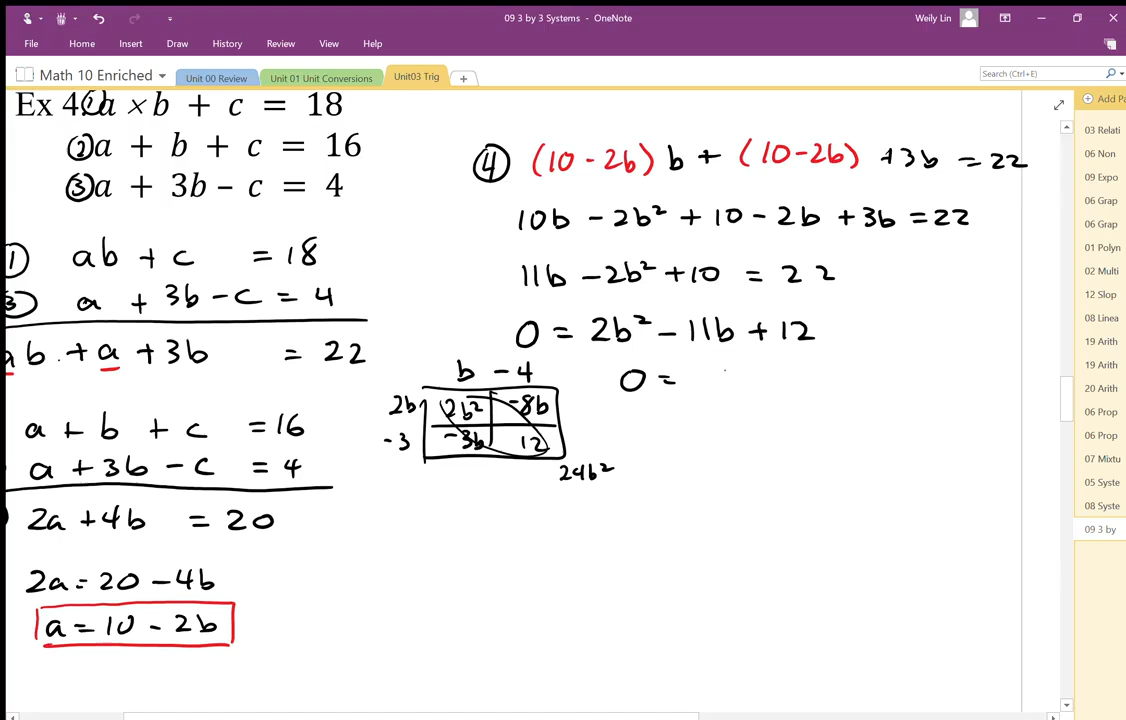 09 3 by 3 Systems - OneNote
Weily Lin
File Home Insert Draw History Review View Help
Math 10 Enriched
Unit 00 Review
Unit 01 Unit Conversions
Unit03 Trig
Search (Ctrl+E)
Ex 4. ① a × b + c = 18
② a + b + c = 16
③ a + 3b – c = 4
① ab + c = 18
③ a + 3b - c = 4
ab + a + 3b = 22
a + b + c = 16
a + 3b - c = 4
2a + 4b = 20
2a = 20 - 4b
a = 10 - 2b
④ (10 - 2b) b + (10 - 2b) + 3b = 22
10b - 2b² + 10 - 2b + 3b = 22
11b - 2b² + 10 = 22
0 = 2b² - 11b + 12
0 =
b - 4
2b 2b² -8b
-3 -3b 12
24b²
Add Pa
03 Relati
06 Non
09 Expo
06 Grap
06 Grap
01 Polyn
02 Multi
12 Slop
08 Linea
19 Arith
19 Arith
20 Arith
06 Prop
06 Prop
07 Mixtu
05 Syste
08 Syste
09 3 by